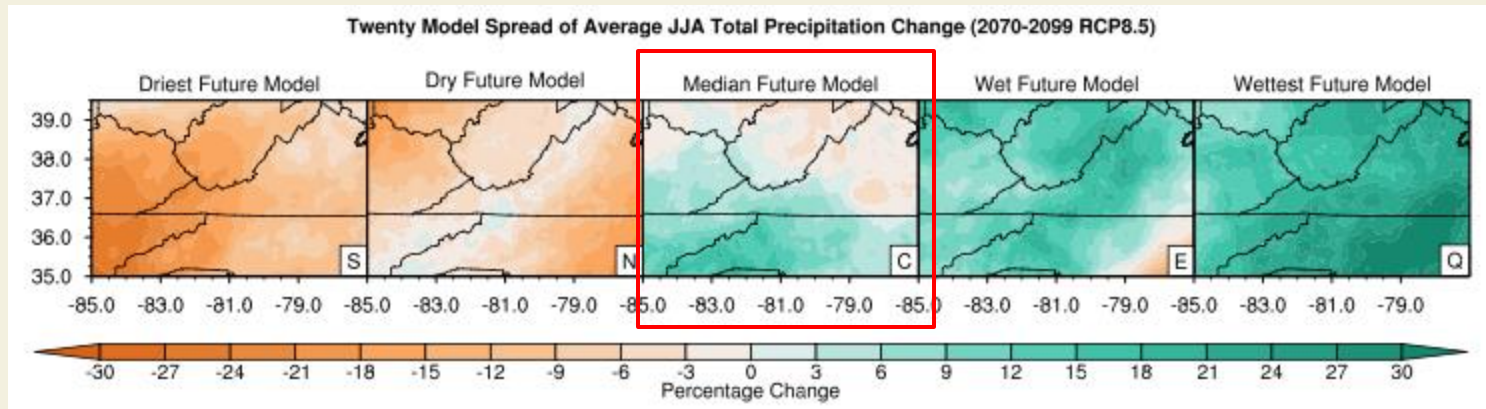 Twenty Model Spread of Average JJA Total Precipitation Change (2070-2099 RCP8.5)
Driest Future Model Dry Future Model Median Future Model Wet Future Model Wettest Future Model
39.0
38.0
37.0
36.0
35.0
S N C E Q
-85.0 -83.0 -81.0 -79.0 -85.0 -83.0 -81.0 -79.0 -85.0 -83.0 -81.0 -79.0 -85.0 -83.0 -81.0 -79.0 -85.0 -83.0 -81.0 -79.0
-30 -27 -24 -21 -18 -15 -12 -9 -6 -3 0 3 6 9 12 15 18 21 24 27 30
Percentage Change